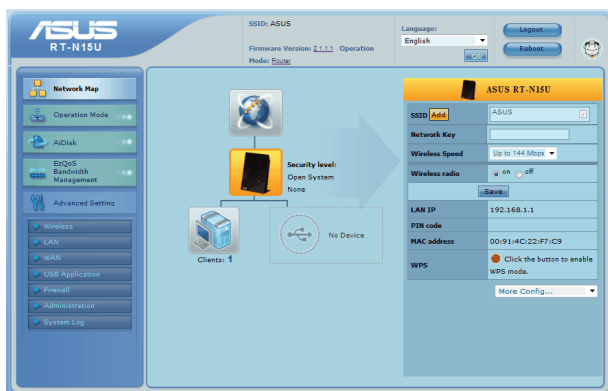 ASUS
RT-N15U
SSID: ASUS
Firmware Version: 2.1.1.1 Operation
Mode: Router
Language:
English
OK
Logout
Reboot
Network Map
Operation Mode
AiDisk
EzQoS
Bandwidth
Management
Advanced Setting
Wireless
LAN
WAN
USB Application
Firewall
Administration
System Log
Security level:
Open System
None
Clients: 1
No Device
ASUS RT-N15U
SSID Add ASUS
Network Key
Wireless Speed Up to 144 Mbps
Wireless radio on off
Save
LAN IP 192.168.1.1
PIN code
MAC address 00:91:4C:22:F7:C9
WPS Click the button to enable
WPS mode.
More Config...